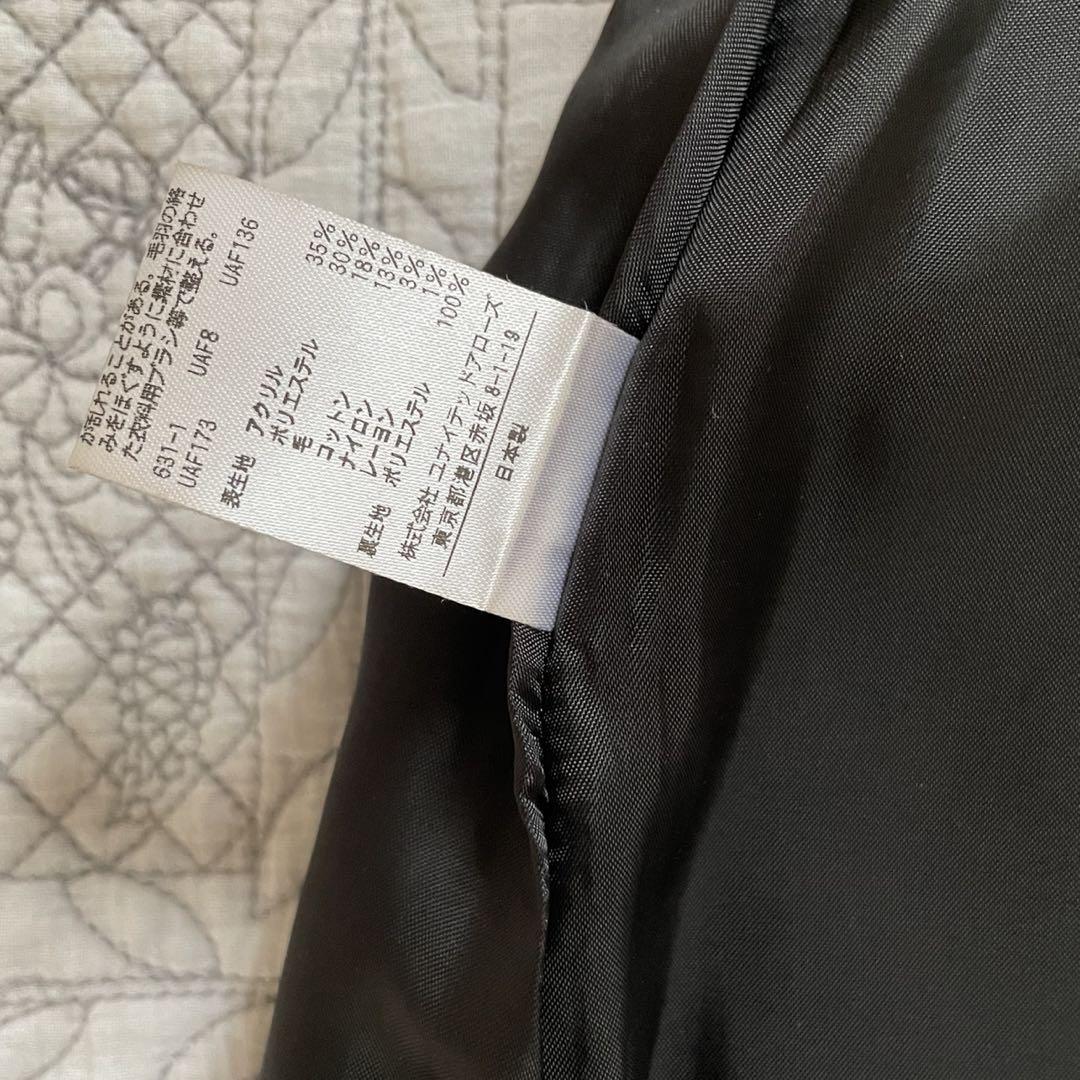 が乱れることがある。毛羽の絡
みをほぐすように撫かに合わせ
た衣料用ブラシ等で整える。
631-1 UAF8 UAF136
UAF173
表生地 アクリル 35%
ポリエステル 30%
毛 18%
コットン 13%
ナイロン 3%
レーヨン 1%
裏生地 ポリエステル 100%
株式会社 ユナイテッドアローズ
東京都港区赤坂 8-1-19
日本製